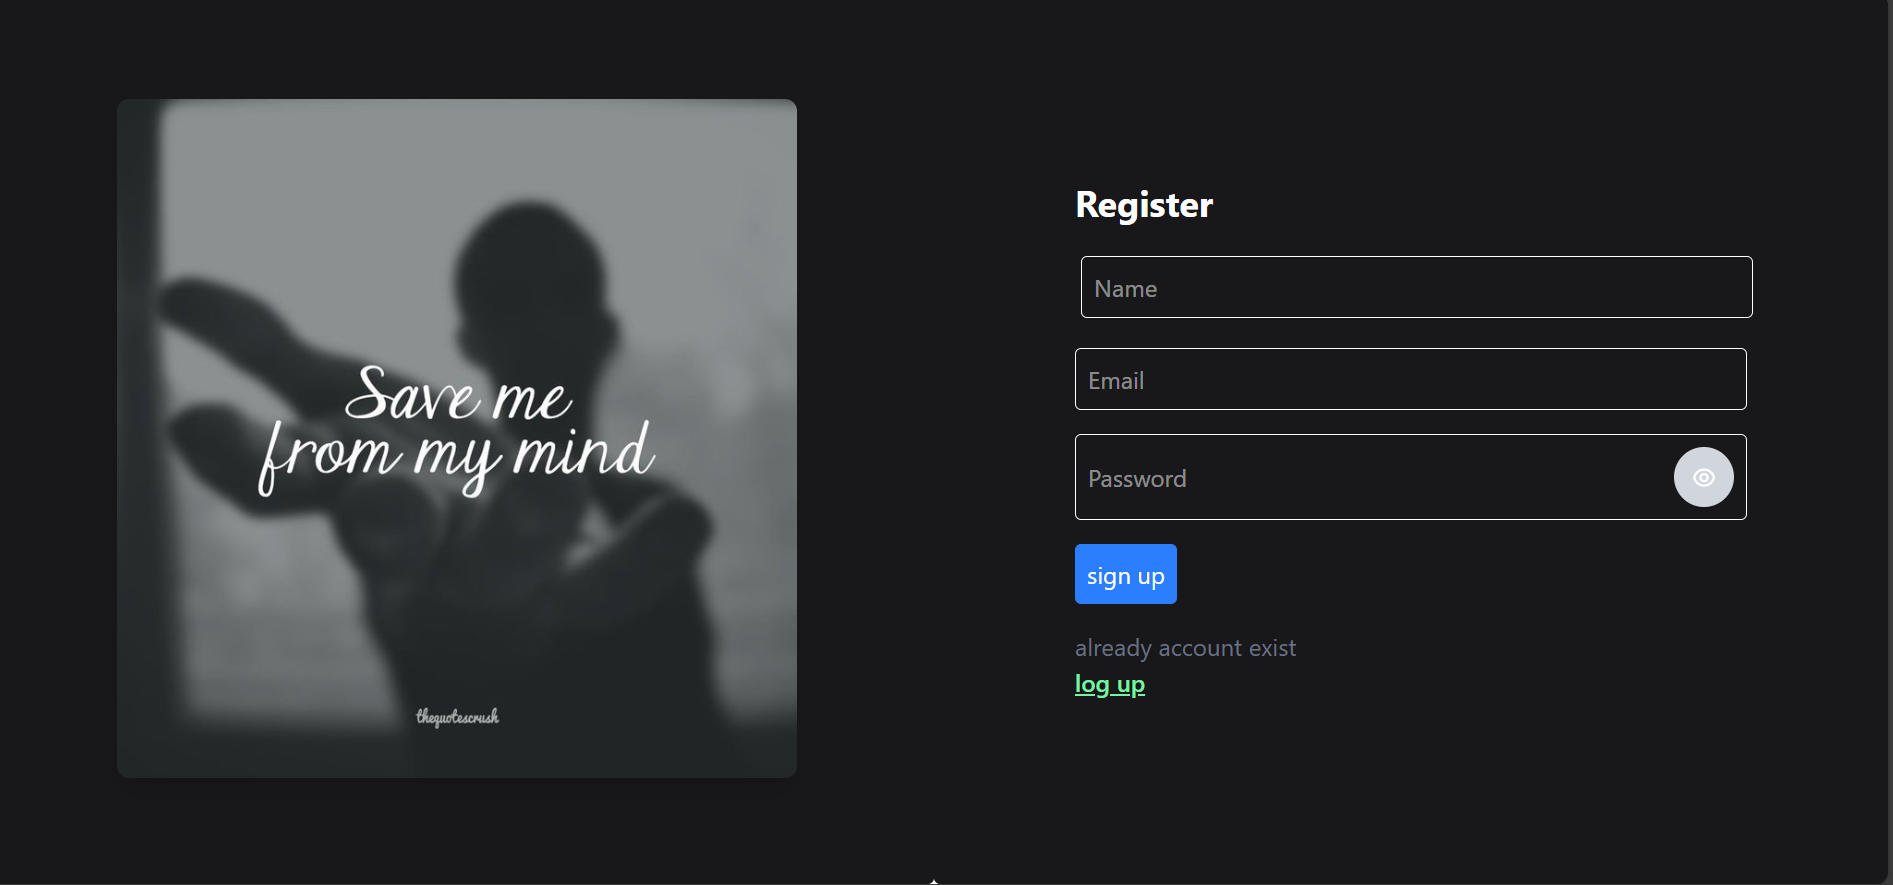 Save me
from my mind
thequotescrush
Register
Name
Email
Password
sign up
already account exist
log up